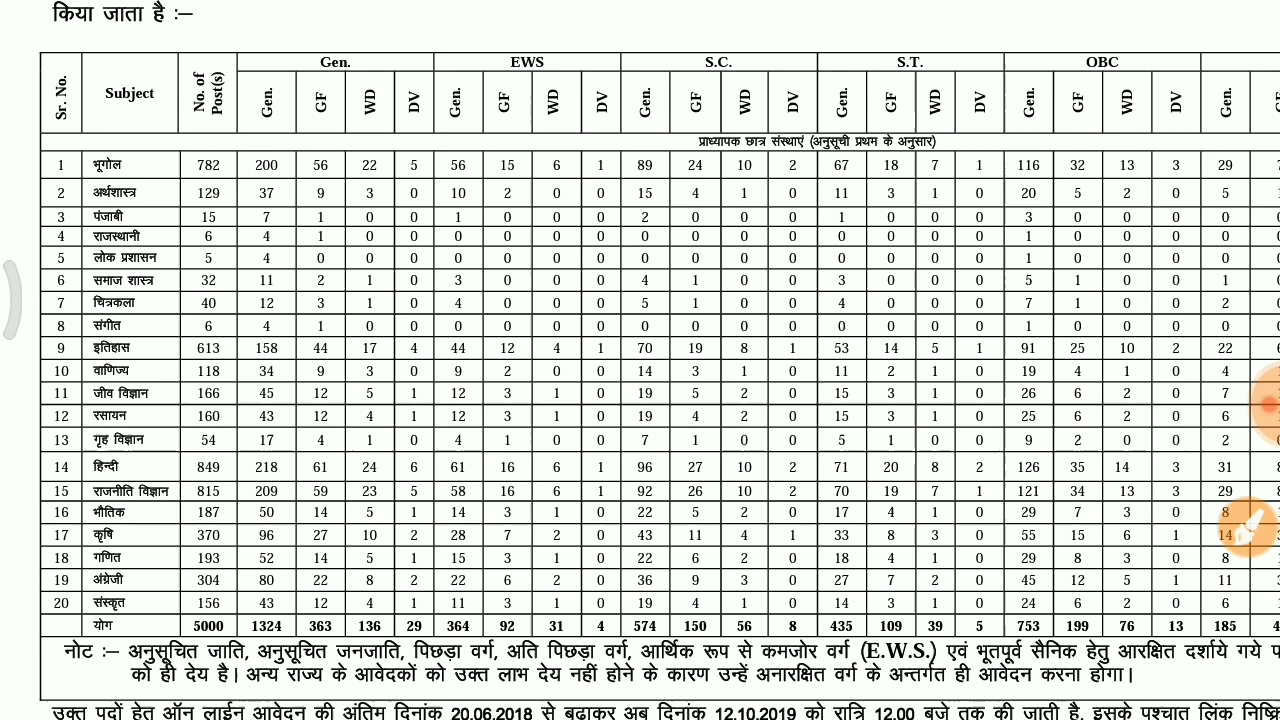 किया जाता है :–
Sr. No. Subject No. of Post(s) Gen. EWS S.C. S.T. OBC
Gen. GF WD DV Gen. GF WD DV Gen. GF WD DV Gen. GF WD DV Gen. GF WD DV Gen.
प्राध्यापक छात्र संस्थाएं (अनुसूची प्रथम के अनुसार)
1 भूगोल 782 200 56 22 5 56 15 6 1 89 24 10 2 67 18 7 1 116 32 13 3 29
2 अर्थशास्त्र 129 37 9 3 0 10 2 0 0 15 4 1 0 11 3 1 0 20 5 2 0 5
3 पंजाबी 15 7 1 0 0 1 0 0 0 2 0 0 0 1 0 0 0 3 0 0 0 0
4 राजस्थानी 6 4 1 0 0 0 0 0 0 0 0 0 0 0 0 0 0 1 0 0 0 0
5 लोक प्रशासन 5 4 0 0 0 0 0 0 0 0 0 0 0 0 0 0 0 1 0 0 0 0
6 समाज शास्त्र 32 11 2 1 0 3 0 0 0 4 1 0 0 3 0 0 0 5 1 0 0 1
7 चित्रकला 40 12 3 1 0 4 0 0 0 5 1 0 0 4 0 0 0 7 1 0 0 2
8 संगीत 6 4 1 0 0 0 0 0 0 0 0 0 0 0 0 0 0 1 0 0 0 0
9 इतिहास 613 158 44 17 4 44 12 4 1 70 19 8 1 53 14 5 1 91 25 10 2 22
10 वाणिज्य 118 34 9 3 0 9 2 0 0 14 3 1 0 11 2 1 0 19 4 1 0 4
11 जीव विज्ञान 166 45 12 5 1 12 3 1 0 19 5 2 0 15 3 1 0 26 6 2 0 7
12 रसायन 160 43 12 4 1 12 3 1 0 19 4 2 0 15 3 1 0 25 6 2 0 6
13 गृह विज्ञान 54 17 4 1 0 4 1 0 0 7 1 0 0 5 1 0 0 9 2 0 0 2
14 हिन्दी 849 218 61 24 6 61 16 6 1 96 27 10 2 71 20 8 2 126 35 14 3 31
15 राजनीति विज्ञान 815 209 59 23 5 58 16 6 1 92 26 10 2 70 19 7 1 121 34 13 3 29
16 भौतिक 187 50 14 5 1 14 3 1 0 22 5 2 0 17 4 1 0 29 7 3 0 8
17 कृषि 370 96 27 10 2 28 7 2 0 43 11 4 1 33 8 3 0 55 15 6 1 14
18 गणित 193 52 14 5 1 15 3 1 0 22 6 2 0 18 4 1 0 29 8 3 0 8
19 अंग्रेजी 304 80 22 8 2 22 6 2 0 36 9 3 0 27 7 2 0 45 12 5 1 11
20 संस्कृत 156 43 12 4 1 11 3 1 0 19 4 1 0 14 3 1 0 24 6 2 0 6
योग 5000 1324 363 136 29 364 92 31 4 574 150 56 8 435 109 39 5 753 199 76 13 185
नोट :– अनुसूचित जाति, अनुसूचित जनजाति, पिछड़ा वर्ग, अति पिछड़ा वर्ग, आर्थिक रूप से कमजोर वर्ग (E.W.S.) एवं भूतपूर्व सैनिक हेतु आरक्षित दर्शाये गये
को ही देय है। अन्य राज्य के आवेदकों को उक्त लाभ देय नहीं होने के कारण उन्हें अनारक्षित वर्ग के अन्तर्गत ही आवेदन करना होगा।
उक्त पदों हेतु ऑन लाईन आवेदन की अंतिम दिनांक 20.06.2018 से बढाकर अब दिनांक 12.10.2019 को रात्रि 12.00 बजे तक की जाती है, इसके पश्चात लिंक